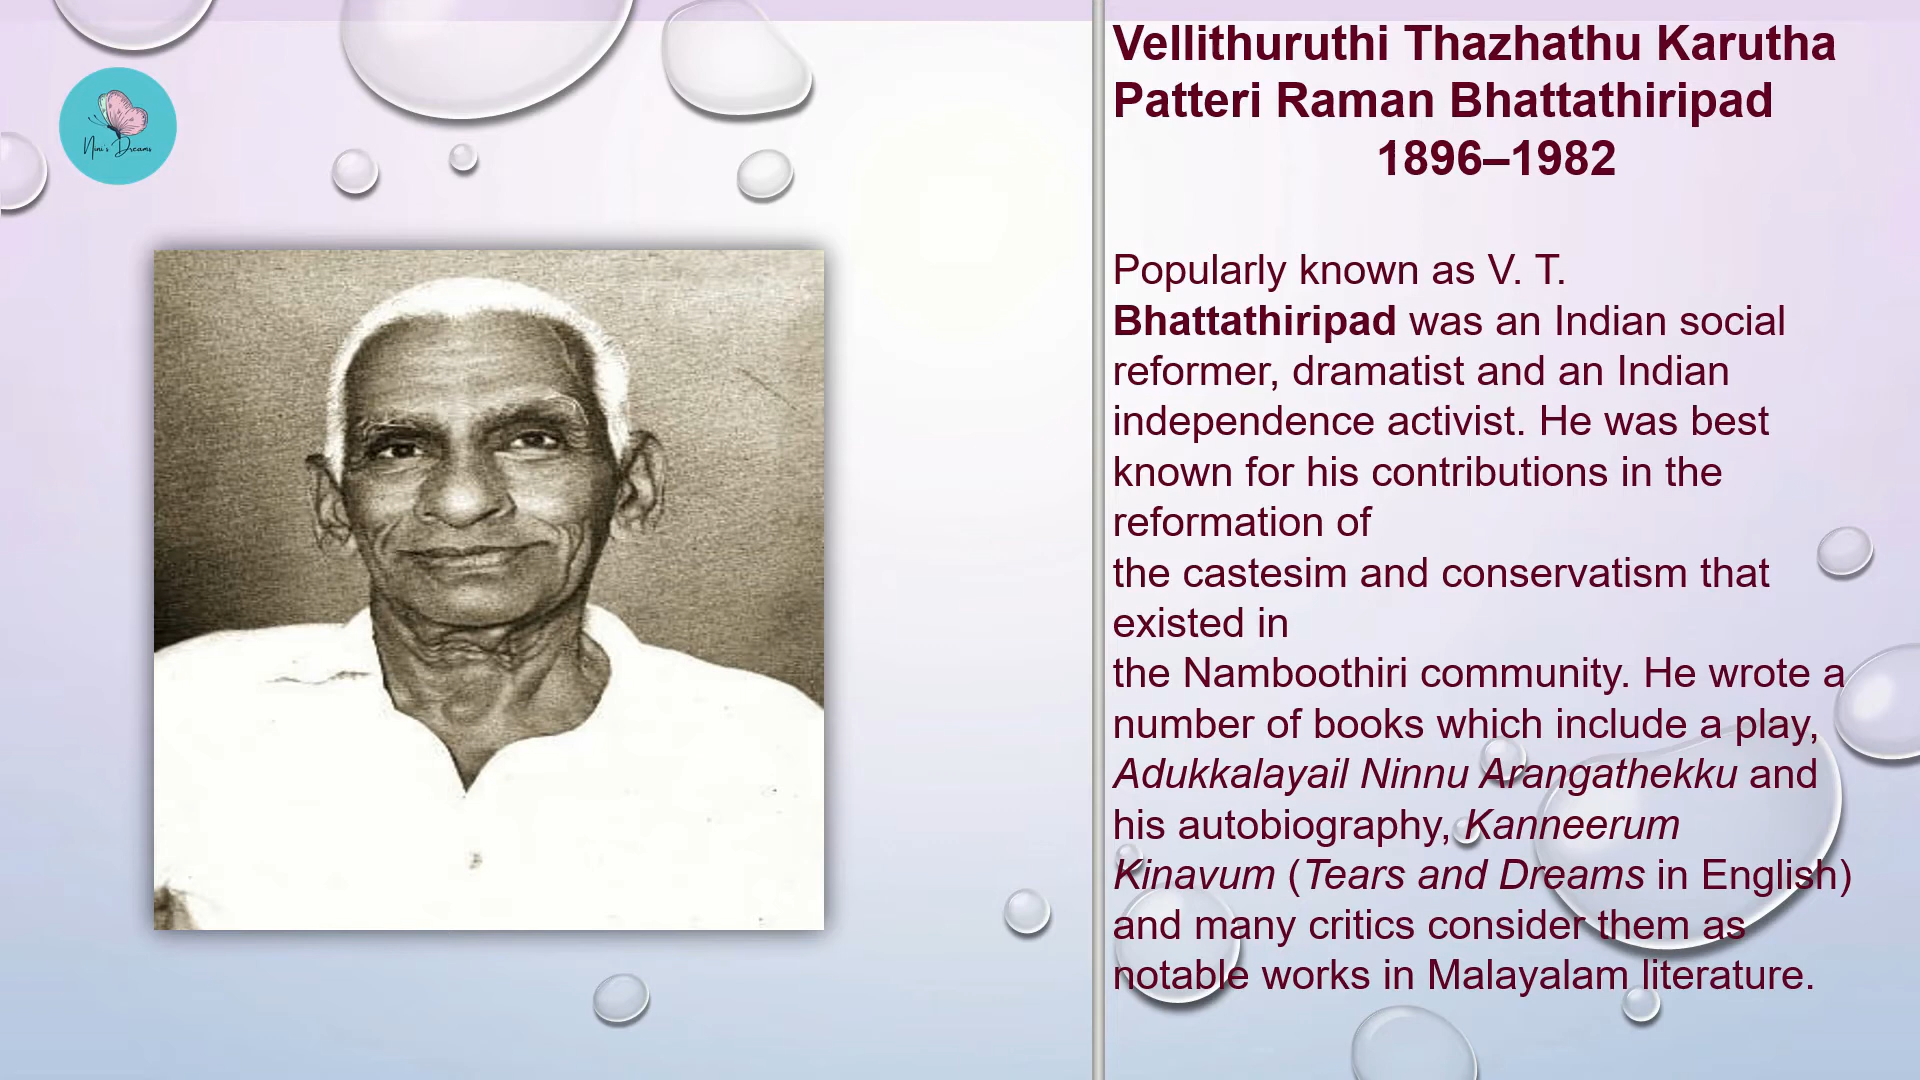 Nini's Dreams
Vellithuruthi Thazhathu Karutha
Patteri Raman Bhattathiripad
1896–1982
Popularly known as V. T.
Bhattathiripad was an Indian social
reformer, dramatist and an Indian
independence activist. He was best
known for his contributions in the
reformation of
the castesim and conservatism that
existed in
the Namboothiri community. He wrote a
number of books which include a play,
Adukkalayail Ninnu Arangathekku and
his autobiography, Kanneerum
Kinavum (Tears and Dreams in English)
and many critics consider them as
notable works in Malayalam literature.